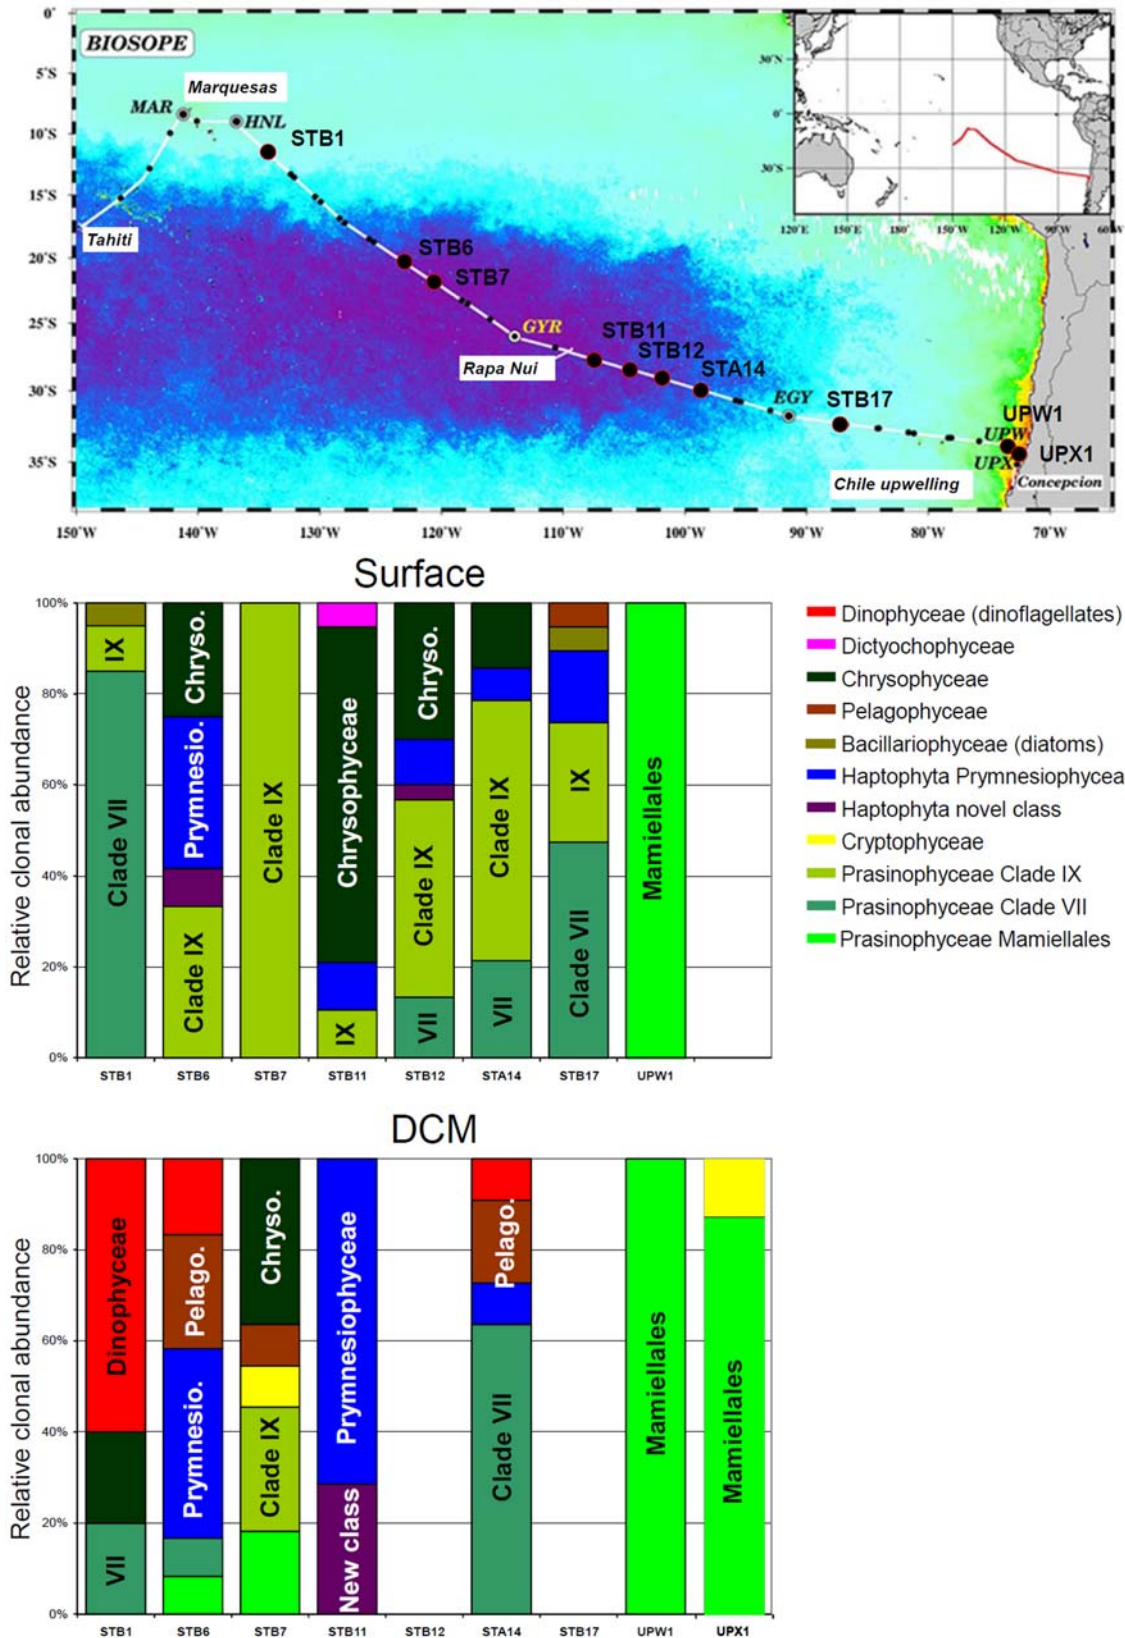 BIOSOPE
0°
5°S
10°S
15°S
20°S
25°S
30°S
35°S
Marquesas
MAR
HNL
STB1
Tahiti
STB6
STB7
GYR
STB11
Rapa Nui
STB12
STA14
EGY
STB17
UPW1
UPW
UPX
UPX1
Chile upwelling
Concepcion
150°W 140°W 130°W 120°W 110°W 100°W 90°W 80°W 70°W
30°N
0°
30°S
120°E 150°E 180°W 150°W 120°W 90°W 60°W
Surface
Relative clonal abundance
100%
80%
60%
40%
20%
0%
IX
Clade VII
Chryso.
Prymnesio.
Clade IX
Clade IX
Chrysophyceae
IX
Chryso.
Clade IX
VII
Clade IX
VII
IX
Clade VII
Mamiellales
STB1 STB6 STB7 STB11 STB12 STA14 STB17 UPW1
Dinophyceae (dinoflagellates)
Dictyochophyceae
Chrysophyceae
Pelagophyceae
Bacillariophyceae (diatoms)
Haptophyta Prymnesiophycea
Haptophyta novel class
Cryptophyceae
Prasinophyceae Clade IX
Prasinophyceae Clade VII
Prasinophyceae Mamiellales
DCM
Relative clonal abundance
100%
80%
60%
40%
20%
0%
Dinophyceae
VII
Pelago.
Prymnesio.
Chryso.
Clade IX
Prymnesiophyceae
New class
Pelago.
Clade VII
Mamiellales
Mamiellales
STB1 STB6 STB7 STB11 STB12 STA14 STB17 UPW1 UPX1